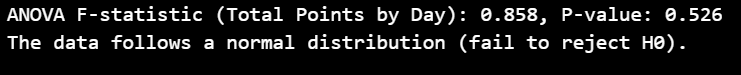 ANOVA F-statistic (Total Points by Day): 0.858, P-value: 0.526
The data follows a normal distribution (fail to reject H0).